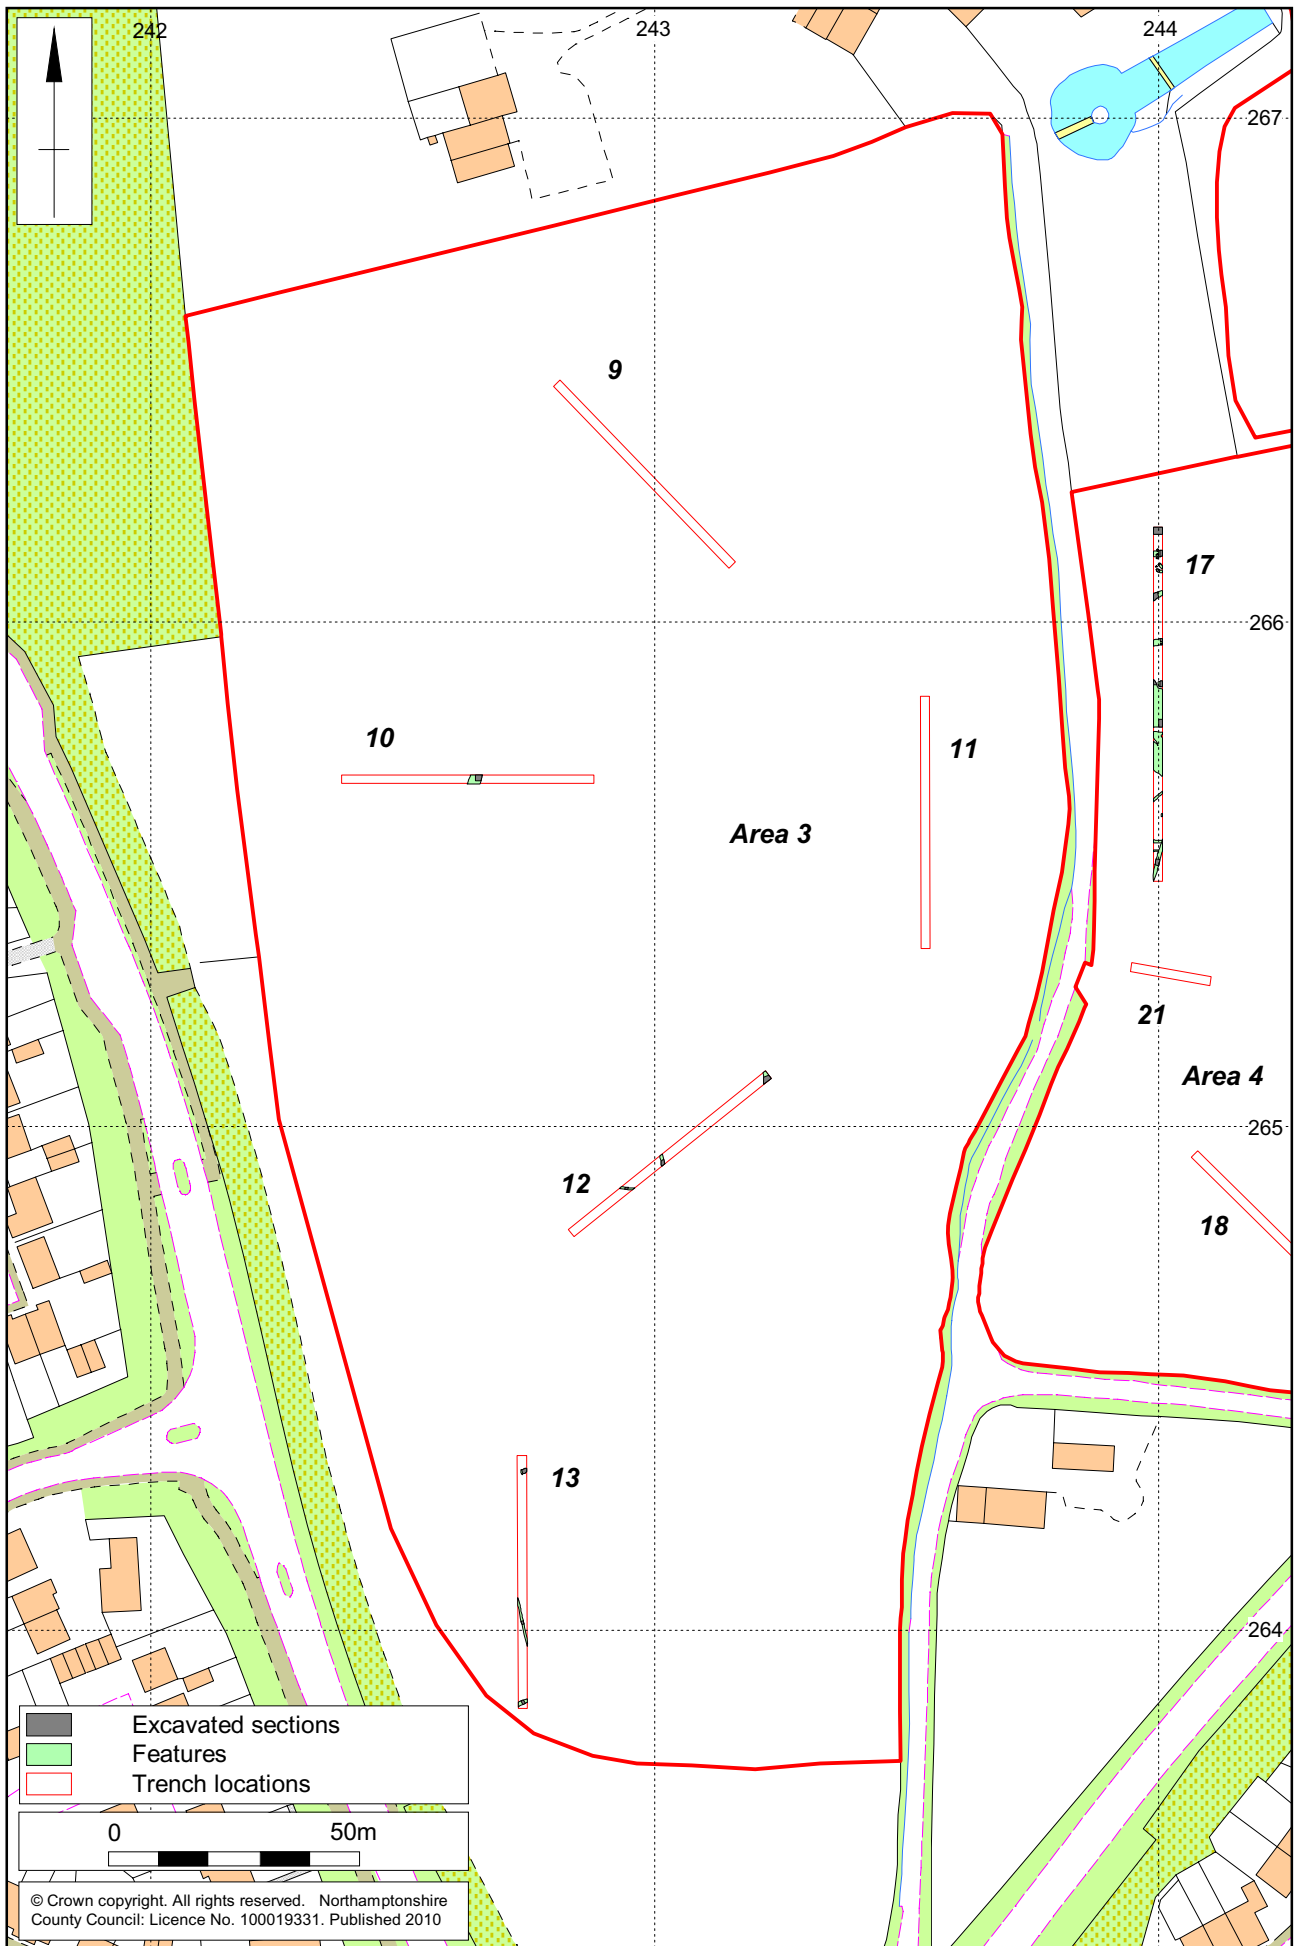 242
243
244
267
9
17
266
10
11
Area 3
21
Area 4
265
12
18
13
264
Excavated sections
Features
Trench locations
0 50m
© Crown copyright. All rights reserved. Northamptonshire
County Council: Licence No. 100019331. Published 2010